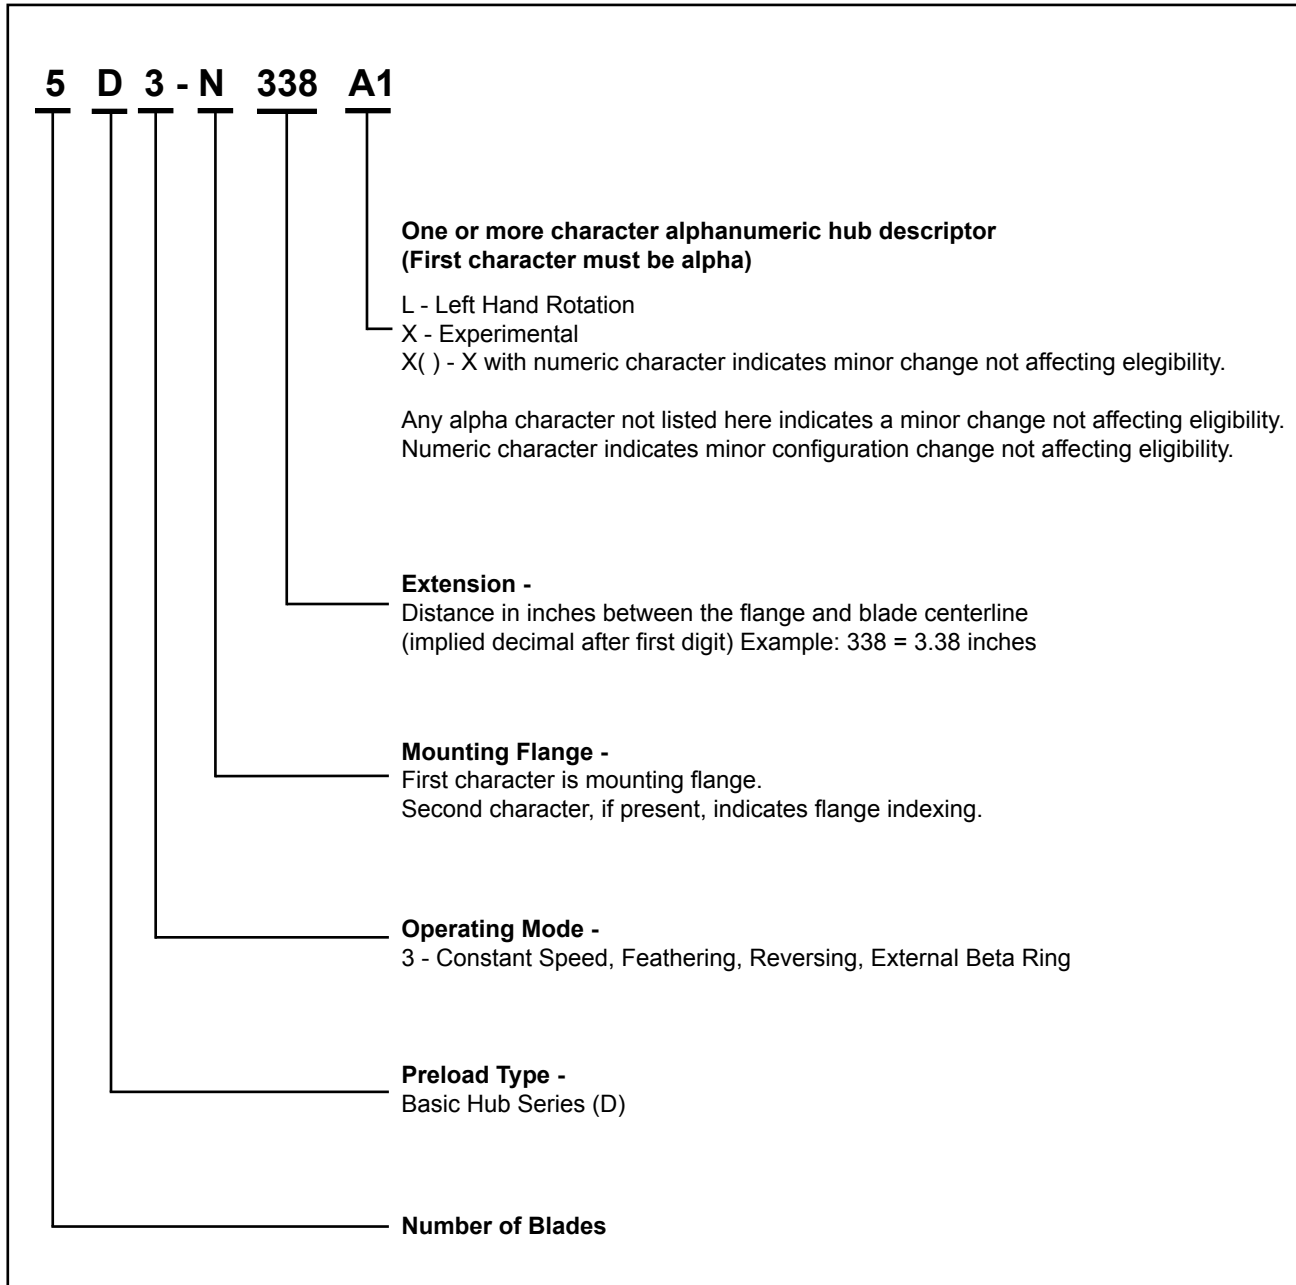 5 D 3 - N 338 A1
One or more character alphanumeric hub descriptor
(First character must be alpha)
L - Left Hand Rotation
X - Experimental
X( ) - X with numeric character indicates minor change not affecting elegibility.
Any alpha character not listed here indicates a minor change not affecting eligibility.
Numeric character indicates minor configuration change not affecting eligibility.
Extension -
Distance in inches between the flange and blade centerline
(implied decimal after first digit) Example: 338 = 3.38 inches
Mounting Flange -
First character is mounting flange.
Second character, if present, indicates flange indexing.
Operating Mode -
3 - Constant Speed, Feathering, Reversing, External Beta Ring
Preload Type -
Basic Hub Series (D)
Number of Blades